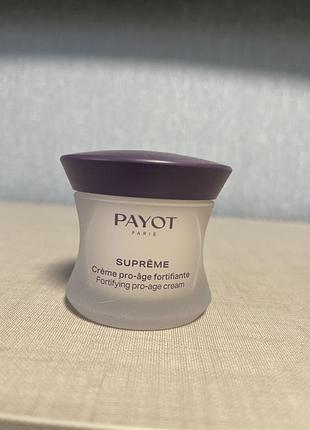 PAYOT
PARIS
SUPRÊME
Crème pro-âge fortifiante
Fortifying pro-age cream